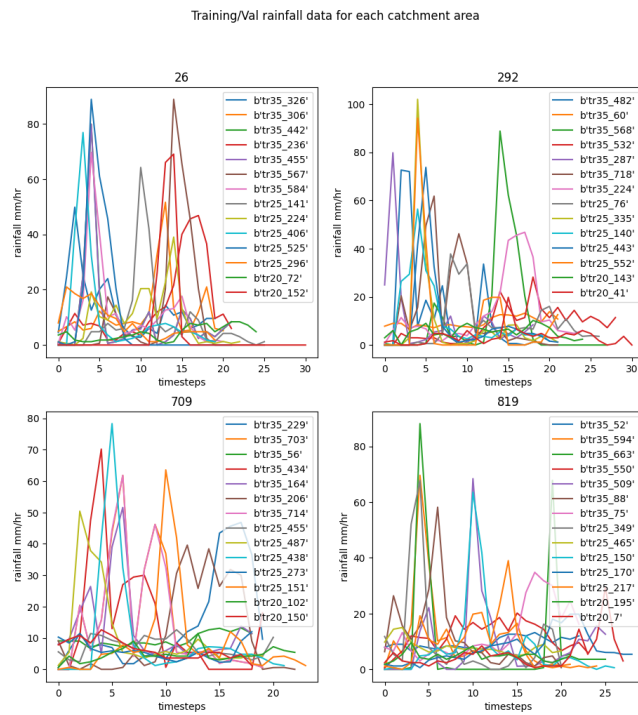 Training/Val rainfall data for each catchment area
26
rainfall mm/hr
80
60
40
20
0
b'tr35_326'
b'tr35_306'
b'tr35_442'
b'tr35_236'
b'tr35_455'
b'tr35_567'
b'tr35_584'
b'tr25_141'
b'tr25_224'
b'tr25_406'
b'tr25_525'
b'tr25_296'
b'tr20_72'
b'tr20_152'
0 5 10 15 20 25 30
timesteps
292
rainfall mm/hr
100
80
60
40
20
0
b'tr35_482'
b'tr35_60'
b'tr35_568'
b'tr35_532'
b'tr35_287'
b'tr35_718'
b'tr35_224'
b'tr25_76'
b'tr25_335'
b'tr25_140'
b'tr25_443'
b'tr25_552'
b'tr20_143'
b'tr20_41'
0 5 10 15 20 25 30
timesteps
709
rainfall mm/hr
80
70
60
50
40
30
20
10
0
b'tr35_229'
b'tr35_703'
b'tr35_56'
b'tr35_434'
b'tr35_164'
b'tr35_206'
b'tr35_714'
b'tr25_455'
b'tr25_487'
b'tr25_438'
b'tr25_273'
b'tr25_151'
b'tr20_102'
b'tr20_150'
0 5 10 15 20
timesteps
819
rainfall mm/hr
80
60
40
20
0
b'tr35_52'
b'tr35_594'
b'tr35_663'
b'tr35_550'
b'tr35_509'
b'tr35_88'
b'tr35_75'
b'tr25_349'
b'tr25_465'
b'tr25_150'
b'tr25_170'
b'tr25_217'
b'tr20_195'
b'tr20_7'
0 5 10 15 20 25
timesteps